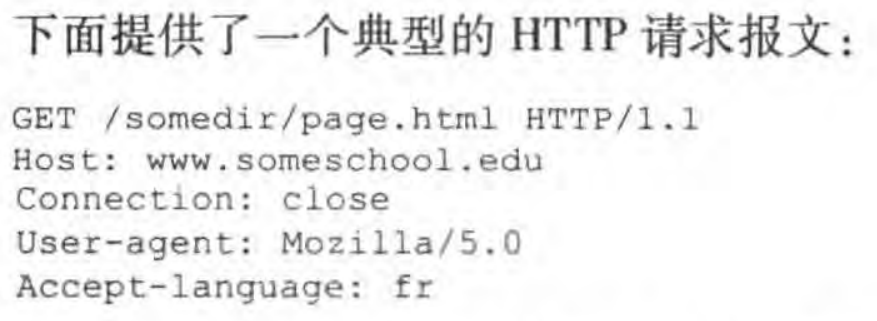 下面提供了一个典型的 HTTP 请求报文：
GET /somedir/page.html HTTP/1.1
Host: www.someschool.edu
Connection: close
User-agent: Mozilla/5.0
Accept-language: fr